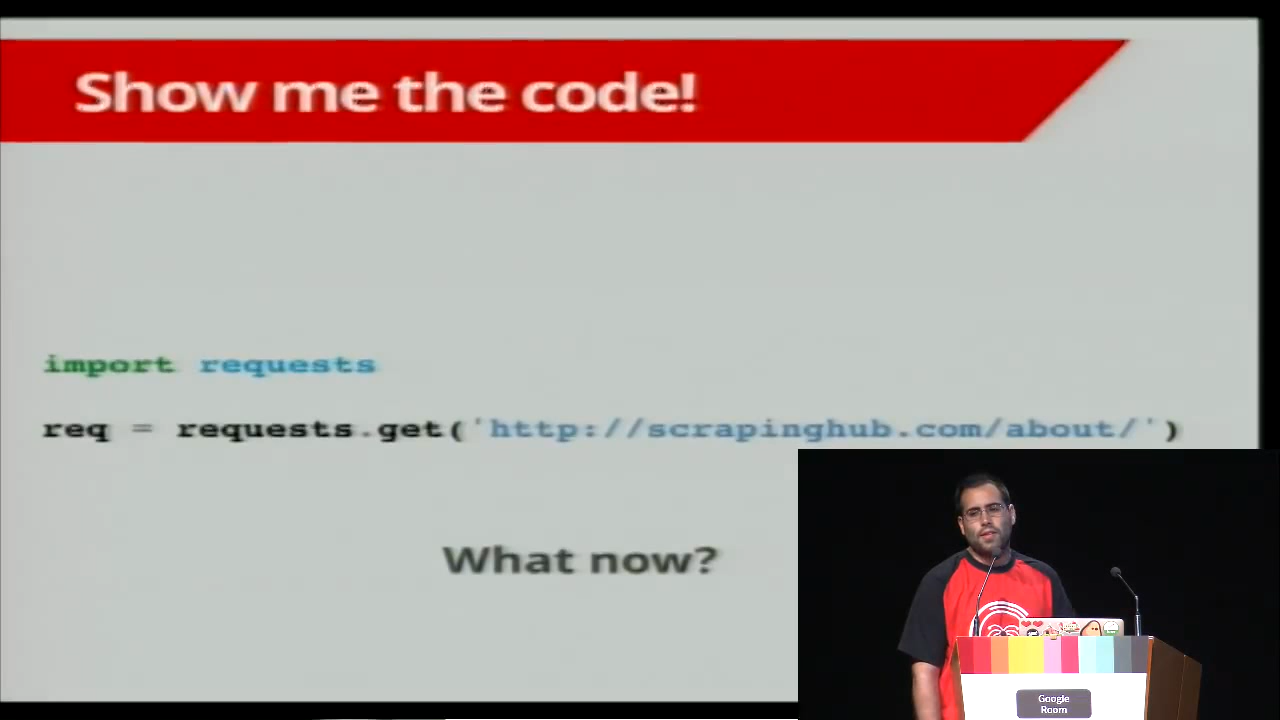 Show me the code!
import requests
req = requests.get('http://scrapinghub.com/about/')
What now?
Google
Room